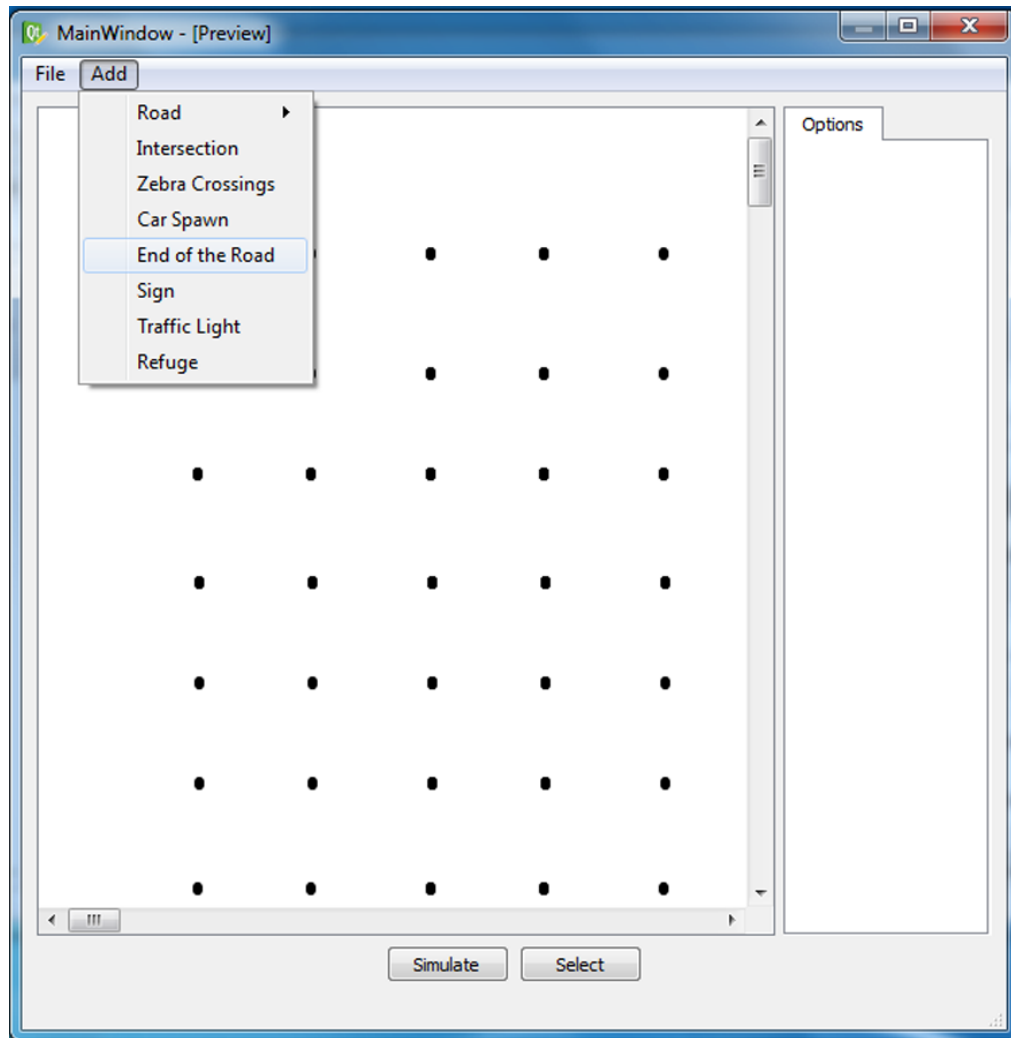 MainWindow - [Preview]
File Add
Road
Intersection
Zebra Crossings
Car Spawn
End of the Road
Sign
Traffic Light
Refuge
Options
Simulate Select